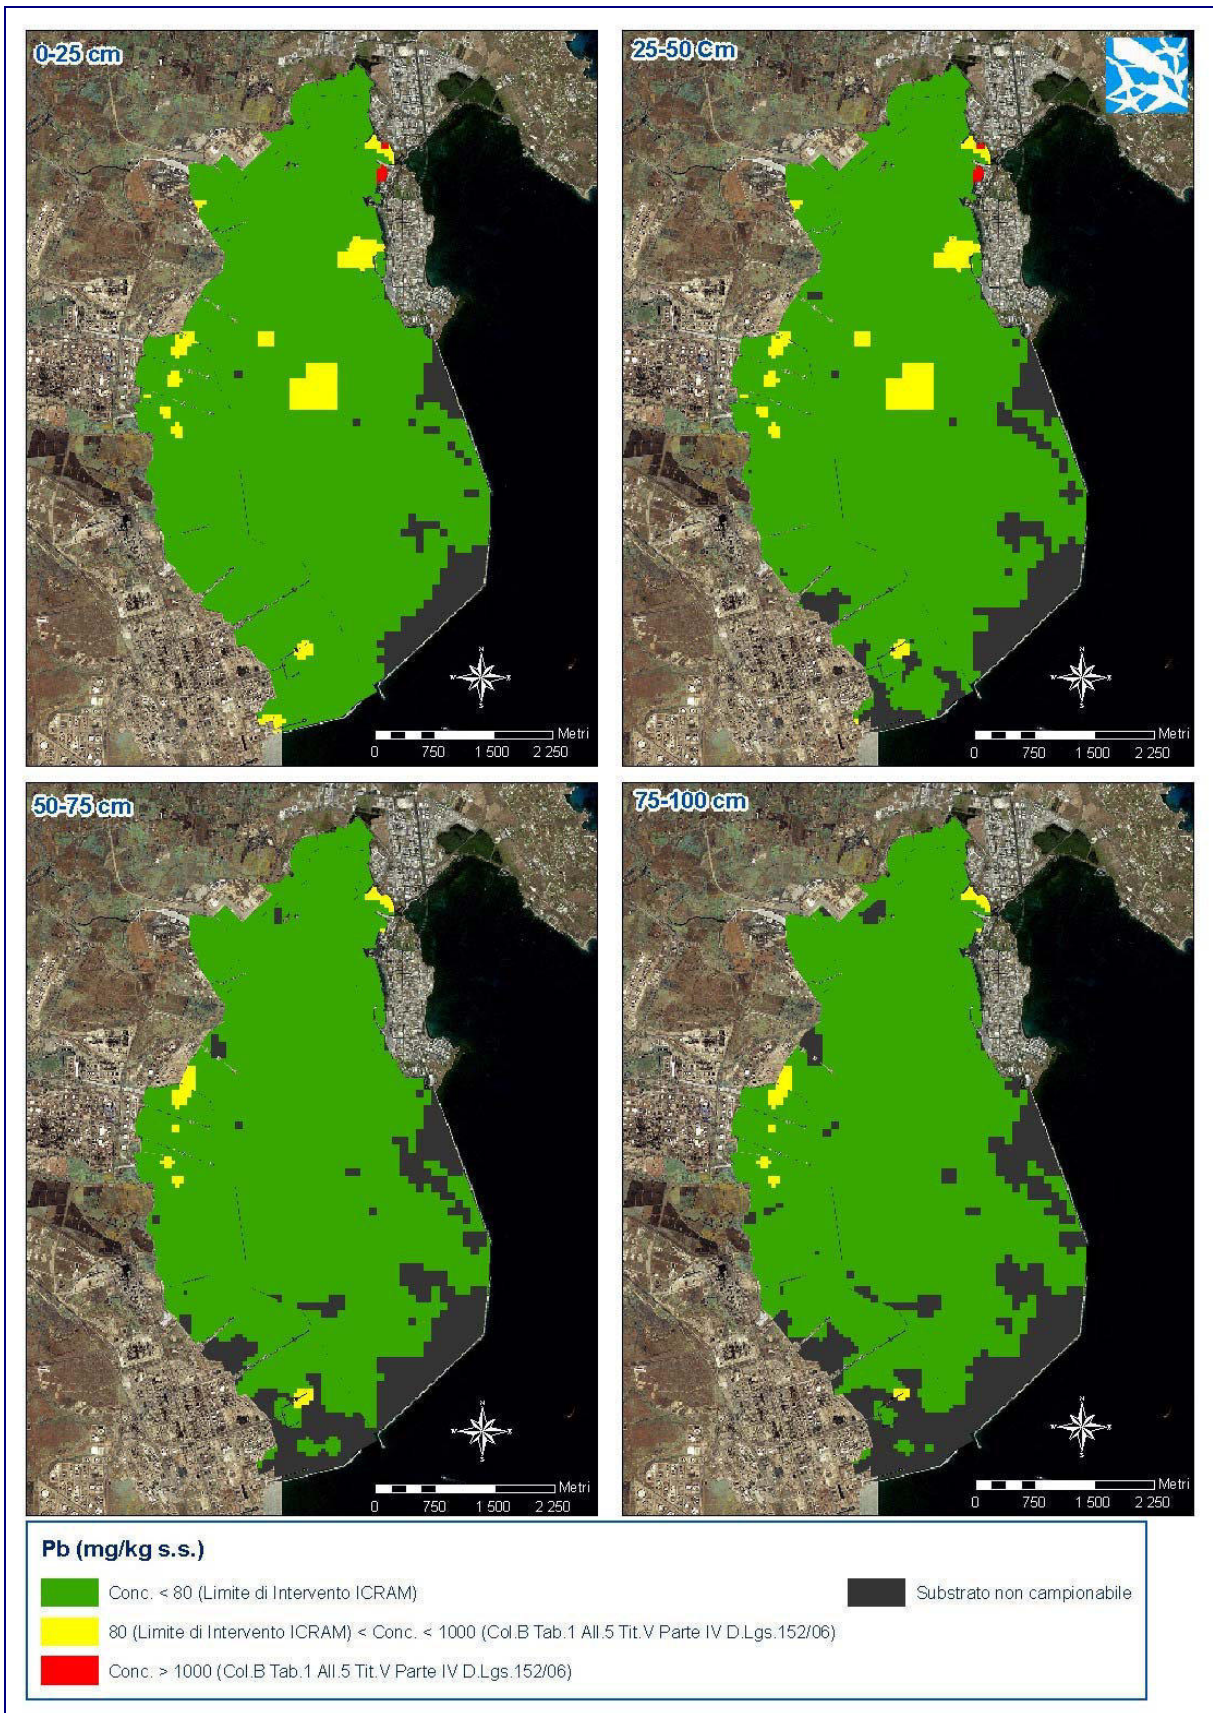 0-25 cm
25-50 Cm
N
W E
S
Metri
0 750 1 500 2 250
N
W E
S
Metri
0 750 1 500 2 250
50-75 cm
75-100 cm
N
W E
S
Metri
0 750 1 500 2 250
N
W E
S
Metri
0 750 1 500 2 250
Pb (mg/kg s.s.)
Conc. < 80 (Limite di Intervento ICRAM)
Substrato non campionabile
80 (Limite di Intervento ICRAM) < Conc. < 1000 (Col.B Tab.1 All.5 Tit.V Parte IV D.Lgs.152/06)
Conc. > 1000 (Col.B Tab.1 All.5 Tit.V Parte IV D.Lgs.152/06)